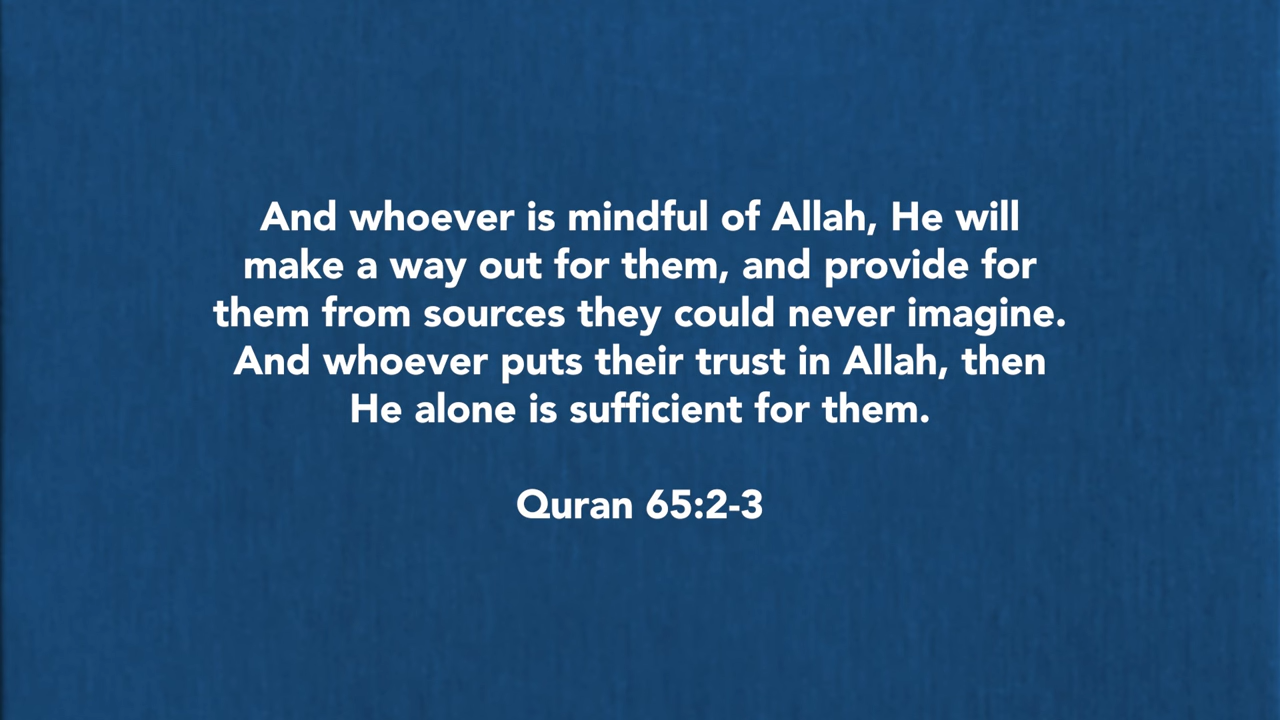 And whoever is mindful of Allah, He will
make a way out for them, and provide for
them from sources they could never imagine.
And whoever puts their trust in Allah, then
He alone is sufficient for them.
Quran 65:2-3